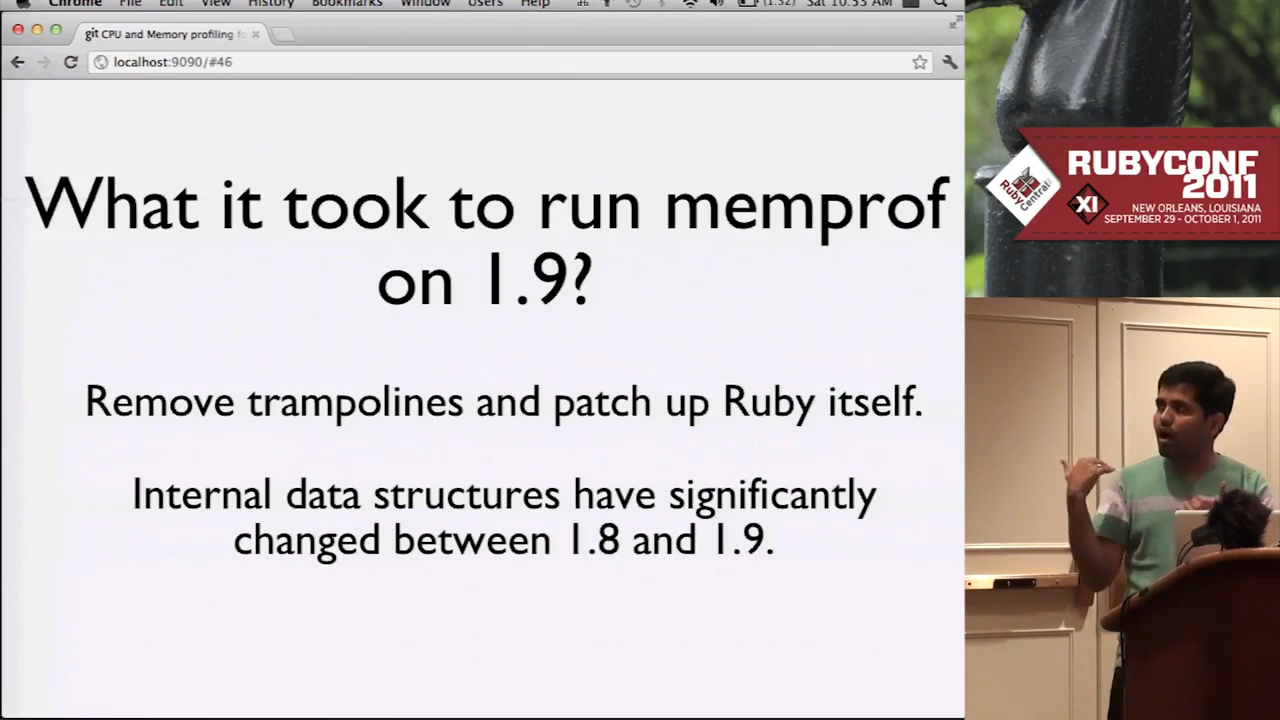 Chrome File Edit View History Bookmarks Window Users Help (1:32) Sat 10:53 AM
git CPU and Memory profiling fo
localhost:9090/#46
What it took to run memprof
on 1.9?
Remove trampolines and patch up Ruby itself.
Internal data structures have significantly
changed between 1.8 and 1.9.
RUBYCONF
2011
Ruby Central
XI
NEW ORLEANS, LOUISIANA
SEPTEMBER 29 - OCTOBER 1, 2011